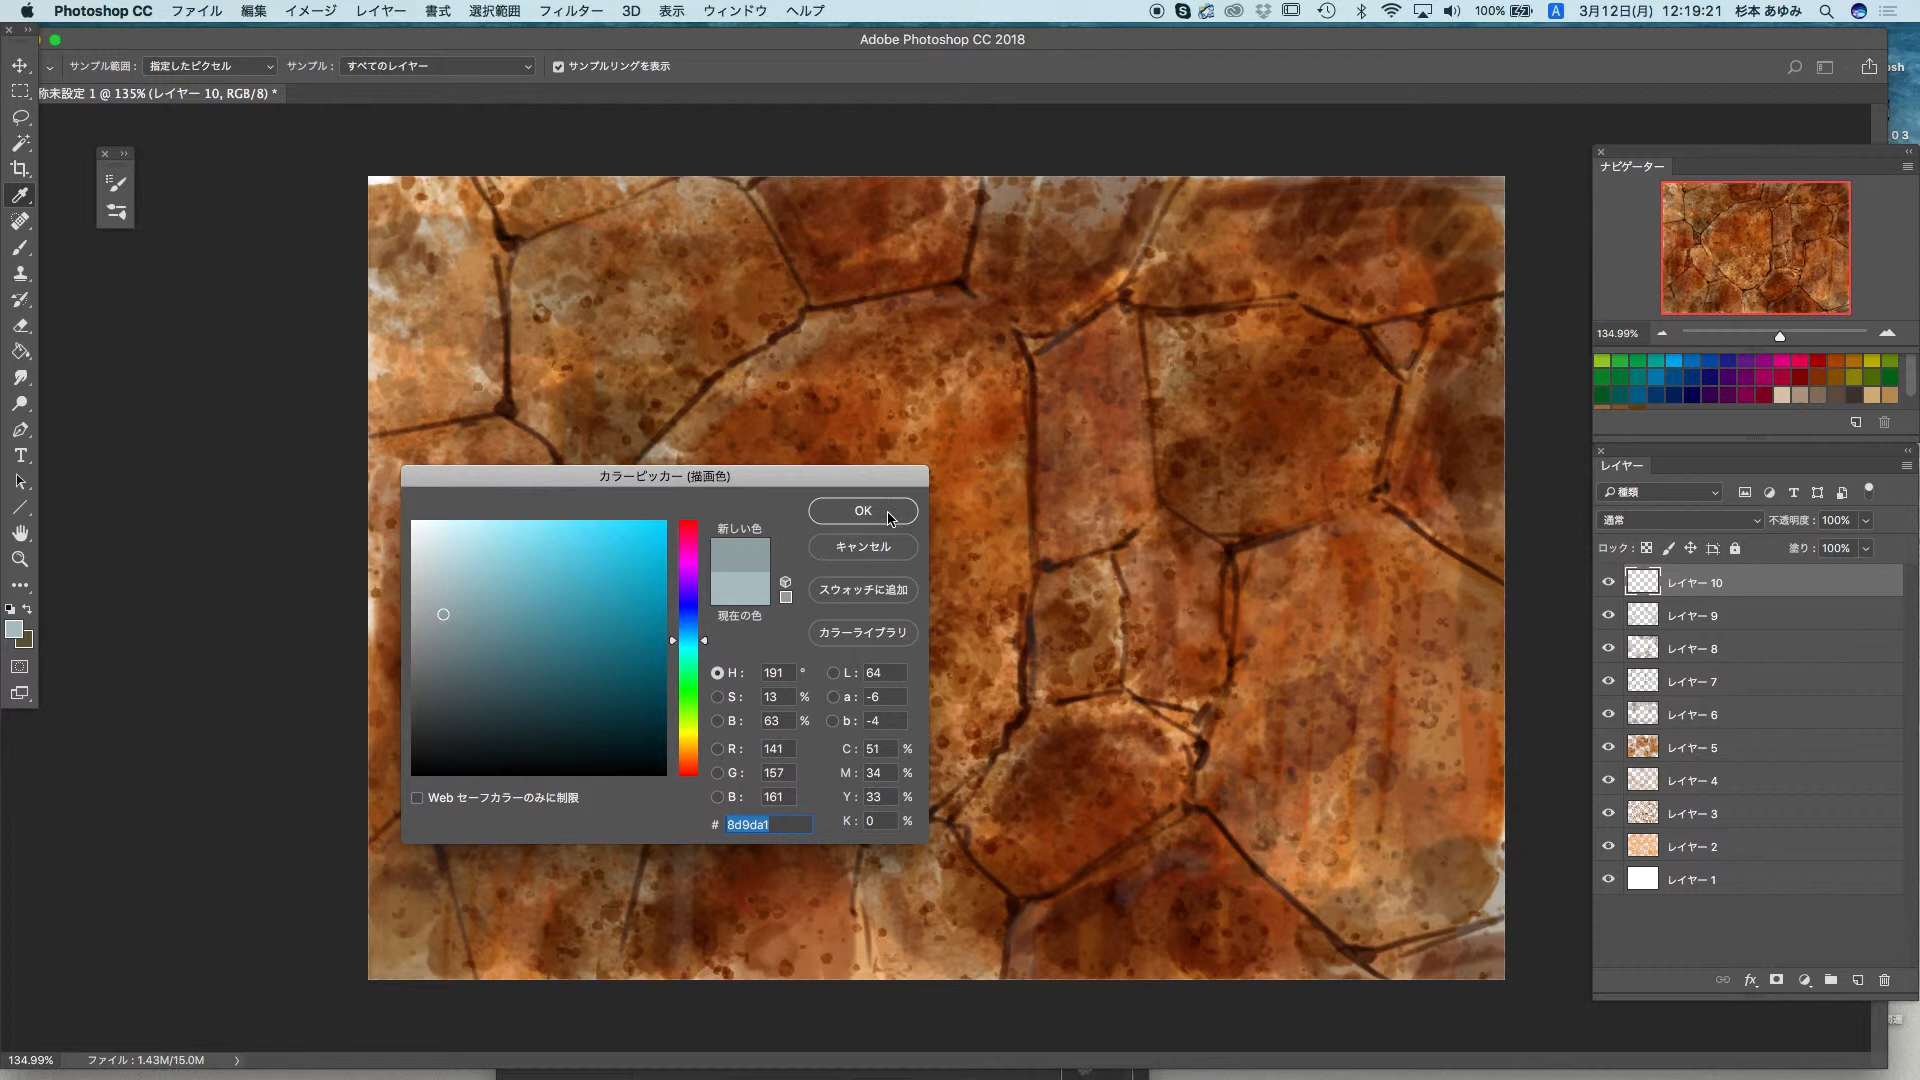 Photoshop CC ファイル 編集 イメージ レイヤー 書式 選択範囲 フィルター 3D 表示 ウィンドウ ヘルプ 100% A 3月12日(月) 12:19:21 杉本 あゆみ
Adobe Photoshop CC 2018
サンプル範囲 : 指定したピクセル サンプル : すべてのレイヤー サンプルリングを表示
osh
称未設定 1 @ 135% (レイヤー 10, RGB/8) *
0 3
ナビゲーター
134.99%
レイヤー
種類
通常 不透明度 : 100%
ロック : 塗り : 100%
レイヤー 10
レイヤー 9
レイヤー 8
レイヤー 7
レイヤー 6
レイヤー 5
レイヤー 4
レイヤー 3
レイヤー 2
レイヤー 1
fx
カラーピッカー (描画色)
新しい色
現在の色
OK
キャンセル
スウォッチに追加
カラーライブラリ
H : 191 ° L : 64
S : 13 % a : -6
B : 63 % b : -4
R : 141 C : 51 %
G : 157 M : 34 %
B : 161 Y : 33 %
# 8d9da1 K : 0 %
Web セーフカラーのみに制限
134.99% ファイル : 1.43M/15.0M